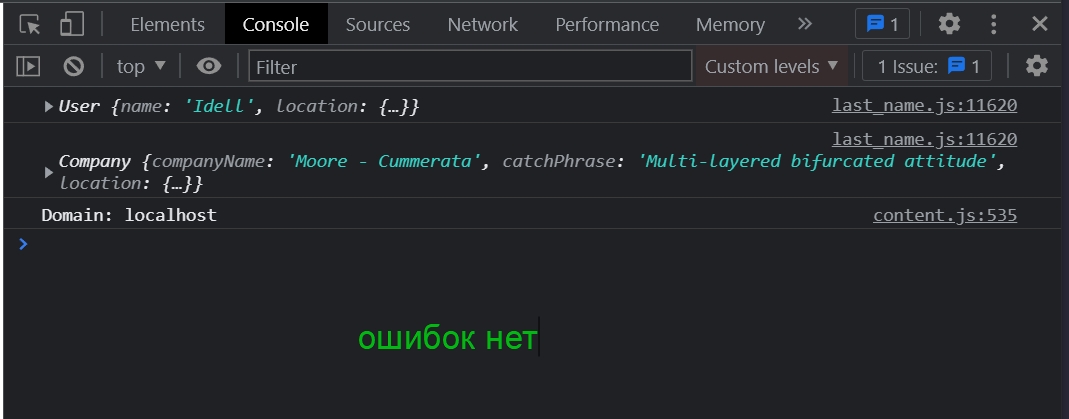 Elements Console Sources Network Performance Memory 1
top Filter Custom levels 1 Issue: 1
User {name: 'Idell', location: {…}} last_name.js:11620
last_name.js:11620
Company {companyName: 'Moore - Cummerata', catchPhrase: 'Multi-layered bifurcated attitude',
location: {…}}
Domain: localhost content.js:535
ошибок нет